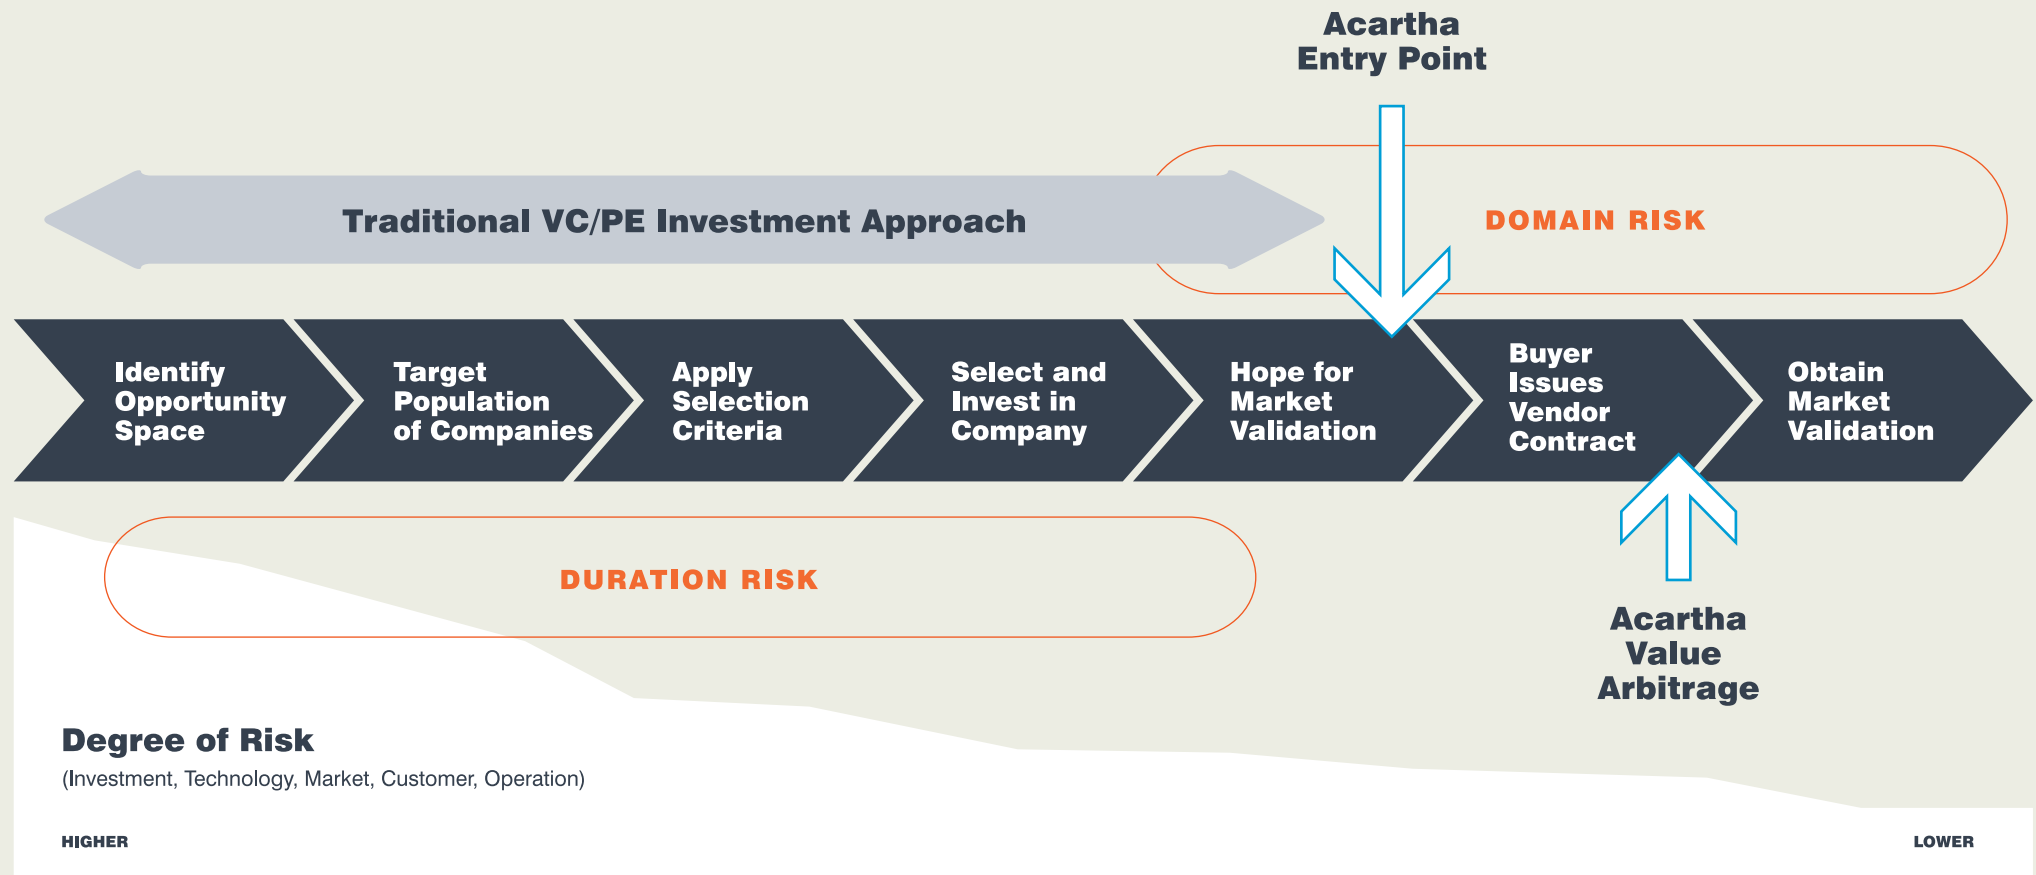 Acartha
Entry Point
Traditional VC/PE Investment Approach
DOMAIN RISK
Identify
Opportunity
Space
Target
Population
of Companies
Apply
Selection
Criteria
Select and
Invest in
Company
Hope for
Market
Validation
Buyer
Issues
Vendor
Contract
Obtain
Market
Validation
DURATION RISK
Acartha
Value
Arbitrage
Degree of Risk
(Investment, Technology, Market, Customer, Operation)
HIGHER
LOWER